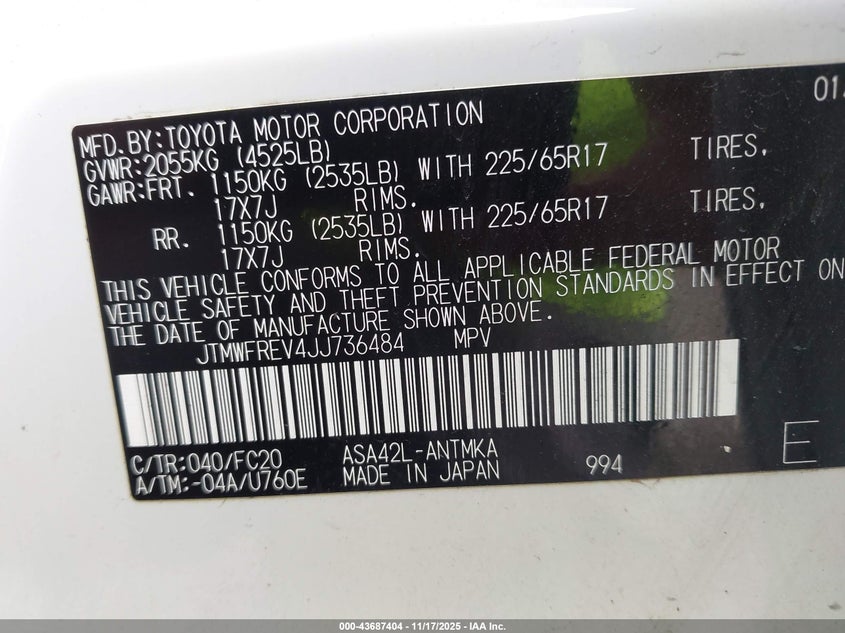 01/
MFD.BY:TOYOTA MOTOR CORPORATION
GVWR:2055KG (4525LB)
GAWR:FRT. 1150KG (2535LB) WITH 225/65R17 TIRES,
17X7J RIMS.
RR. 1150KG (2535LB) WITH 225/65R17 TIRES,
17X7J RIMS.
THIS VEHICLE CONFORMS TO ALL APPLICABLE FEDERAL MOTOR
VEHICLE SAFETY AND THEFT PREVENTION STANDARDS IN EFFECT ON
THE DATE OF MANUFACTURE SHOWN ABOVE.
JTMWFREV4JJ736484 MPV
C/TR:040/FC20 ASA42L-ANTMKA
A/TM:-04A/U760E MADE IN JAPAN 994 E
000-43687404 - 11/17/2025 - IAA Inc.